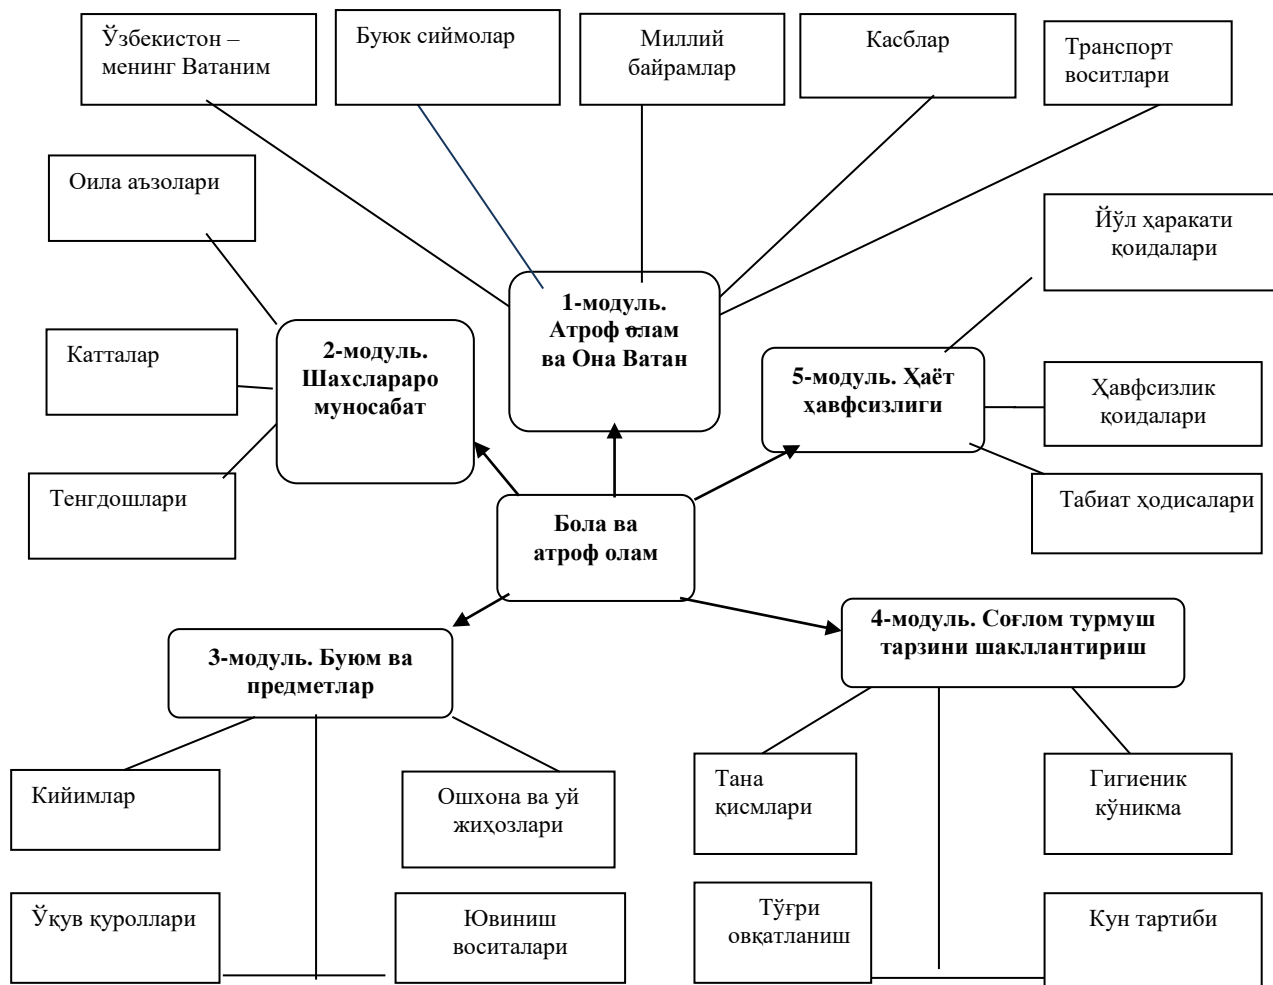 Ўзбекистон –
менинг Ватаним
Буюк сиймолар
Миллий
байрамлар
Касблар
Транспорт
воситлари
Оила аъзолари
Йўл ҳаракати
қоидалари
1-модуль.
Атроф олам
ва Она Ватан
2-модуль.
Шахслараро
муносабат
Катталар
5-модуль. Ҳаёт
ҳавфсизлиги
Ҳавфсизлик
қоидалари
Тенгдошлари
Табиат ҳодисалари
Бола ва
атроф олам
3-модуль. Буюм ва
предметлар
4-модуль. Соғлом турмуш
тарзини шакллантириш
Кийимлар
Ошхона ва уй
жиҳозлари
Тана
қисмлари
Гигиеник
кўникма
Ўқув қуроллари
Ювиниш
воситалари
Тўғри
овқатланиш
Кун тартиби